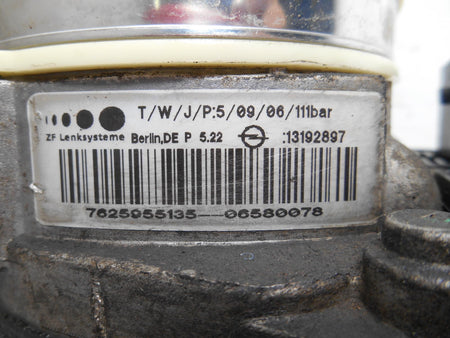 T/W/J/P:5/09/06/111bar
ZF Lenksysteme Berlin,DE P 5.22 :13192897
7625955135--06580078